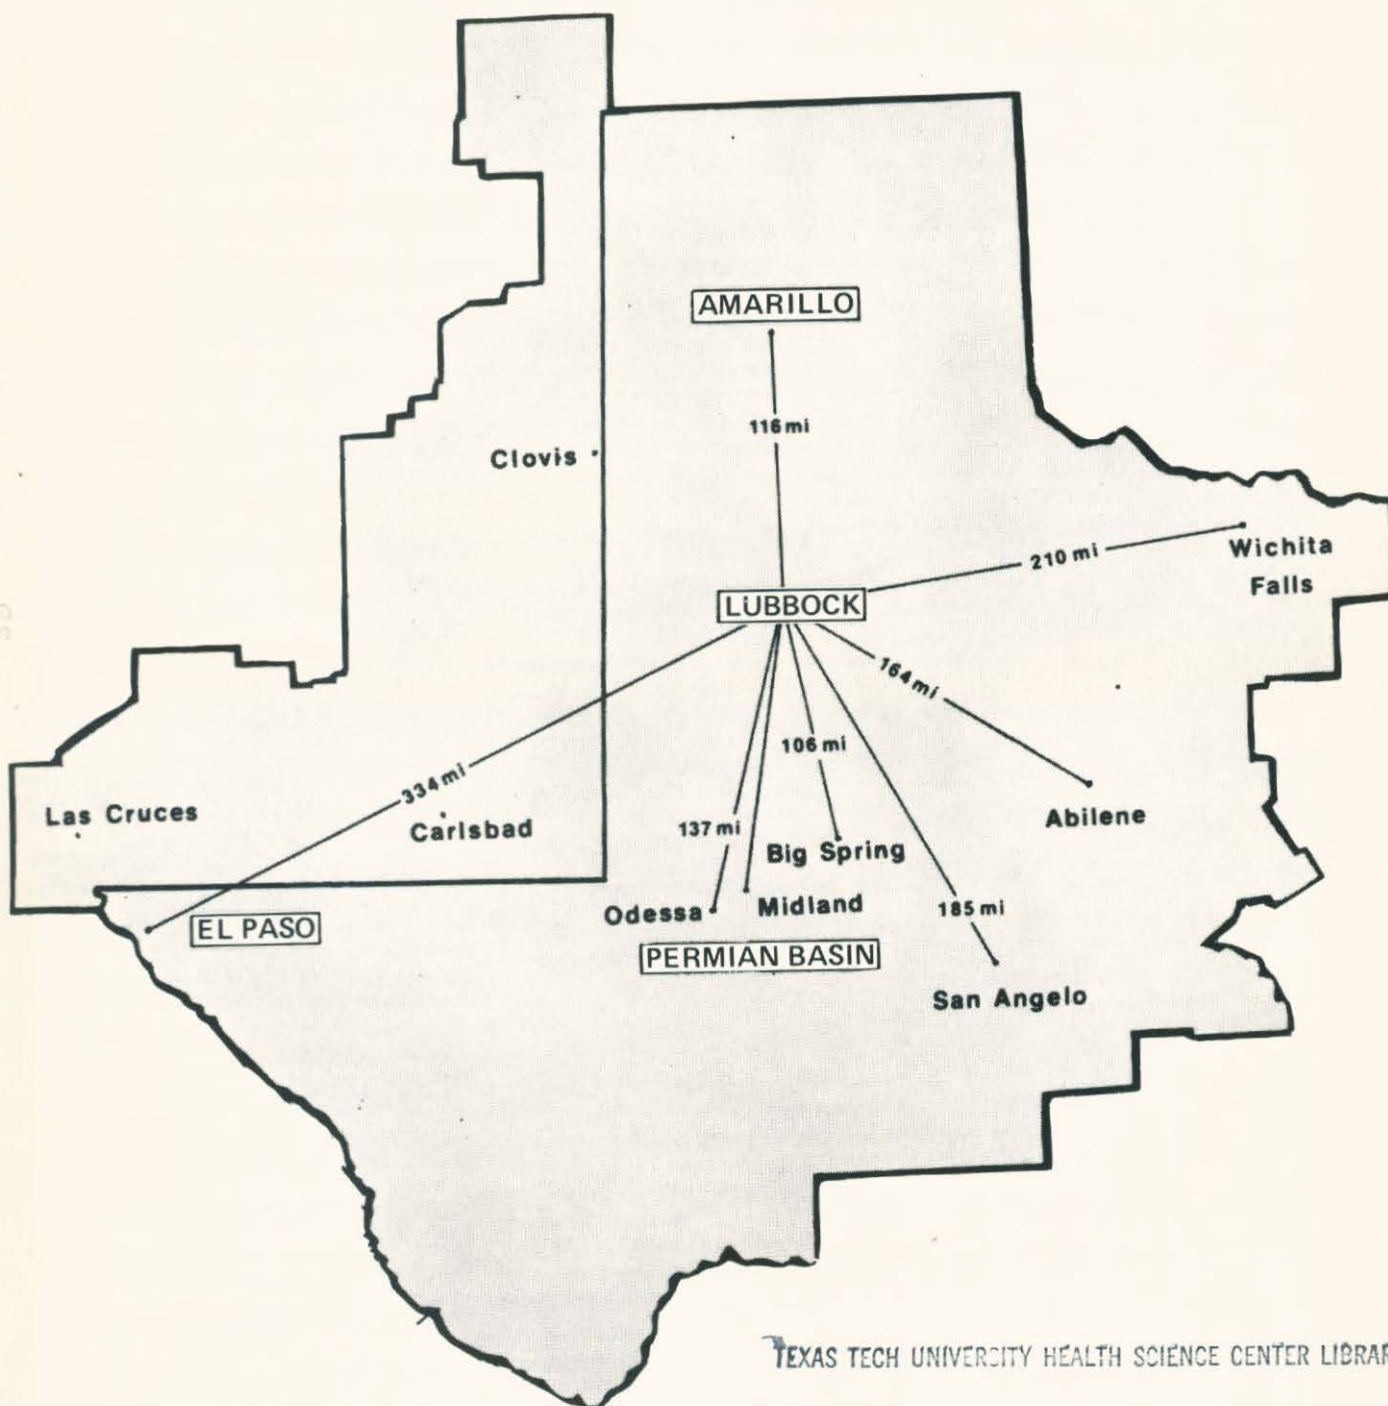 AMARILLO
116 mi
Clovis
210 mi
Wichita
Falls
LUBBOCK
164 mi
106 mi
334 mi
Las Cruces
Carlsbad
137 mi
Abilene
Big Spring
Odessa
Midland
185 mi
EL PASO
PERMIAN BASIN
San Angelo
TEXAS TECH UNIVERSITY HEALTH SCIENCE CENTER LIBRAR